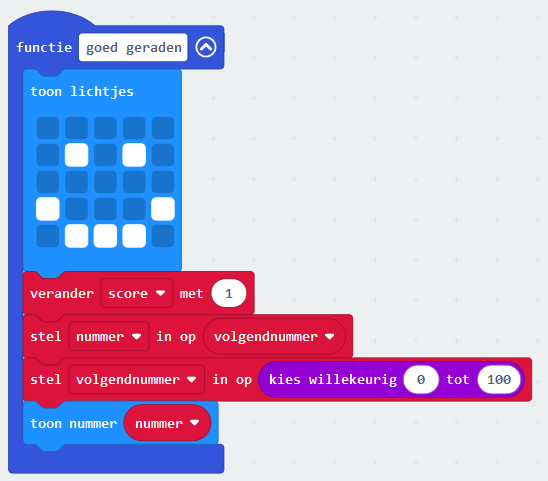 functie goed geraden
toon lichtjes
verander score met 1
stel nummer in op volgendnummer
stel volgendnummer in op kies willekeurig 0 tot 100
toon nummer nummer